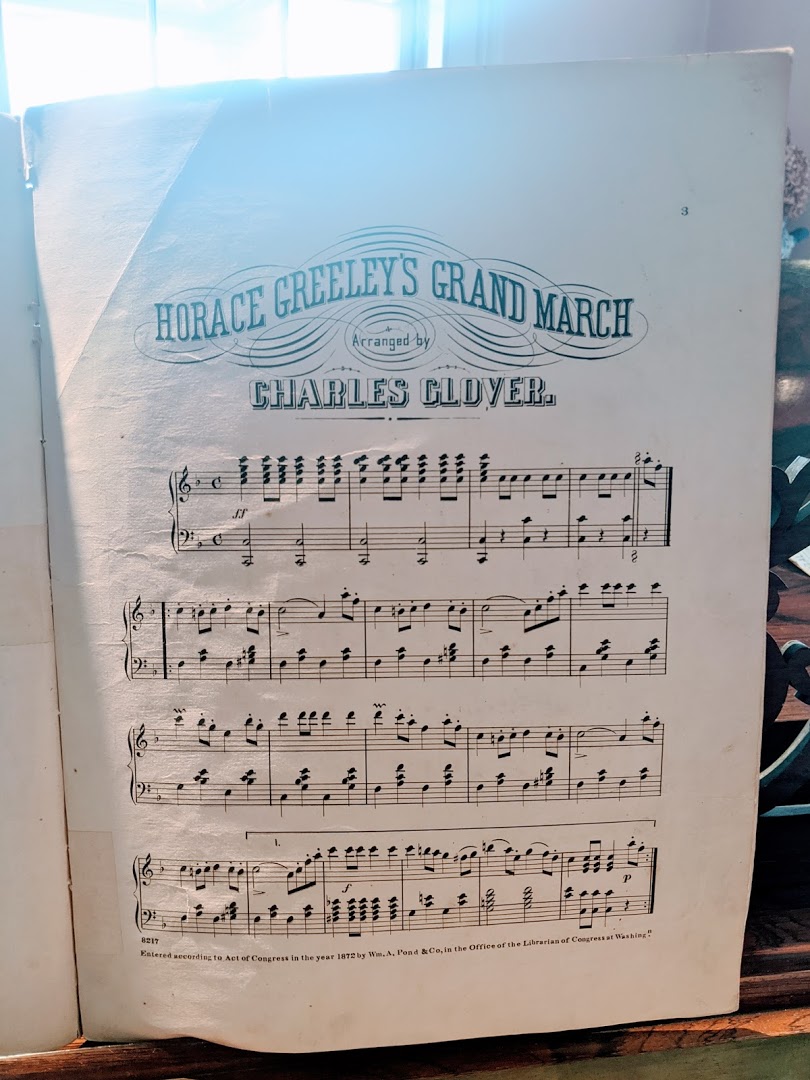 3
HORACE GREELEY'S GRAND MARCH
Arranged by
CHARLES GLOVER.
ff
1.
f
p
8217
Entered according to Act of Congress in the year 1872 by Wm. A. Pond & Co, in the Office of the Librarian of Congress at Washing.n